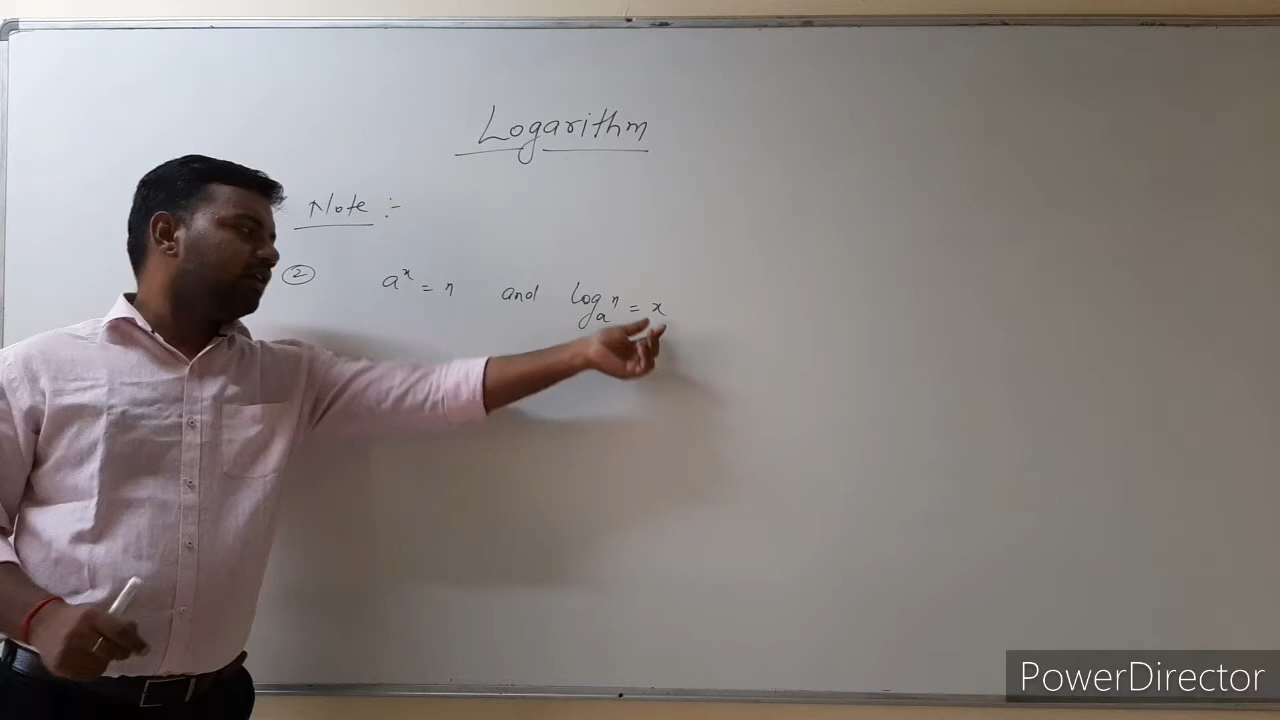 Logarithm
Note :-
② aˣ = n and logₐⁿ = x
PowerDirector